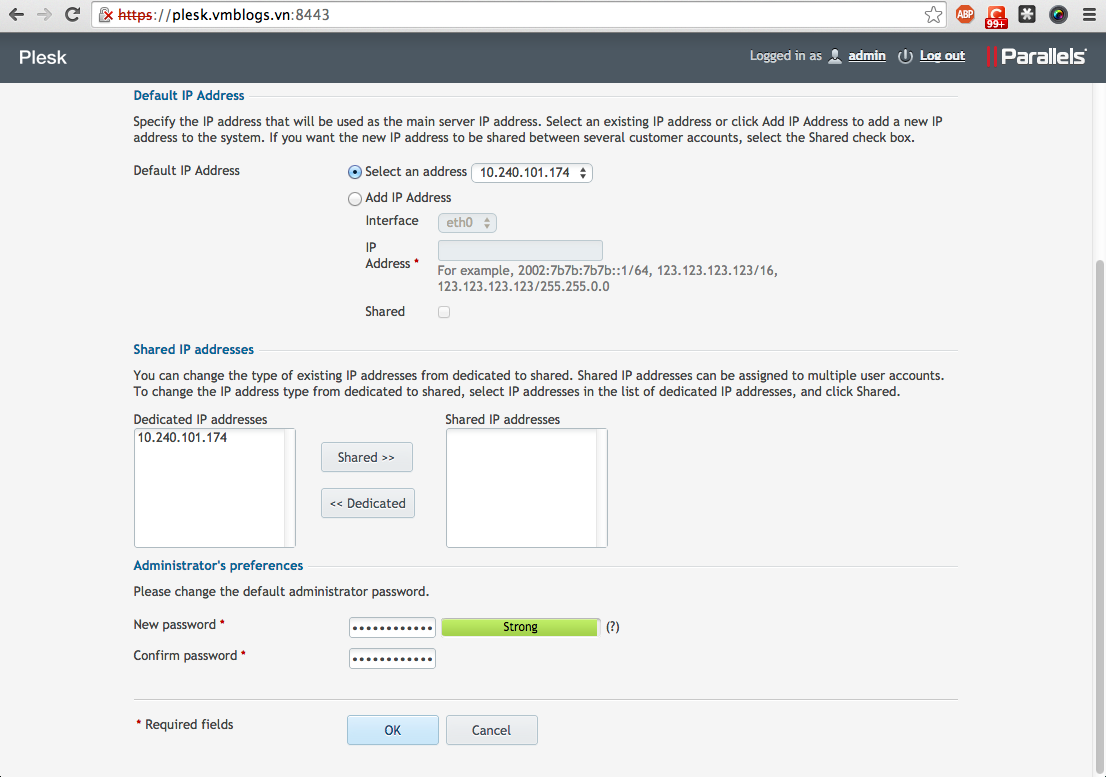 https://plesk.vmblogs.vn:8443
ABP
99+
Plesk
Logged in as admin Log out
Parallels
Default IP Address
Specify the IP address that will be used as the main server IP address. Select an existing IP address or click Add IP Address to add a new IP
address to the system. If you want the new IP address to be shared between several customer accounts, select the Shared check box.
Default IP Address
Select an address 10.240.101.174
Add IP Address
Interface eth0
IP
Address *
For example, 2002:7b7b:7b7b::1/64, 123.123.123.123/16,
123.123.123.123/255.255.0.0
Shared
Shared IP addresses
You can change the type of existing IP addresses from dedicated to shared. Shared IP addresses can be assigned to multiple user accounts.
To change the IP address type from dedicated to shared, select IP addresses in the list of dedicated IP addresses, and click Shared.
Dedicated IP addresses Shared IP addresses
10.240.101.174
Shared >>
<< Dedicated
Administrator's preferences
Please change the default administrator password.
New password * •••••••••••• Strong (?)
Confirm password * ••••••••••••
* Required fields OK Cancel